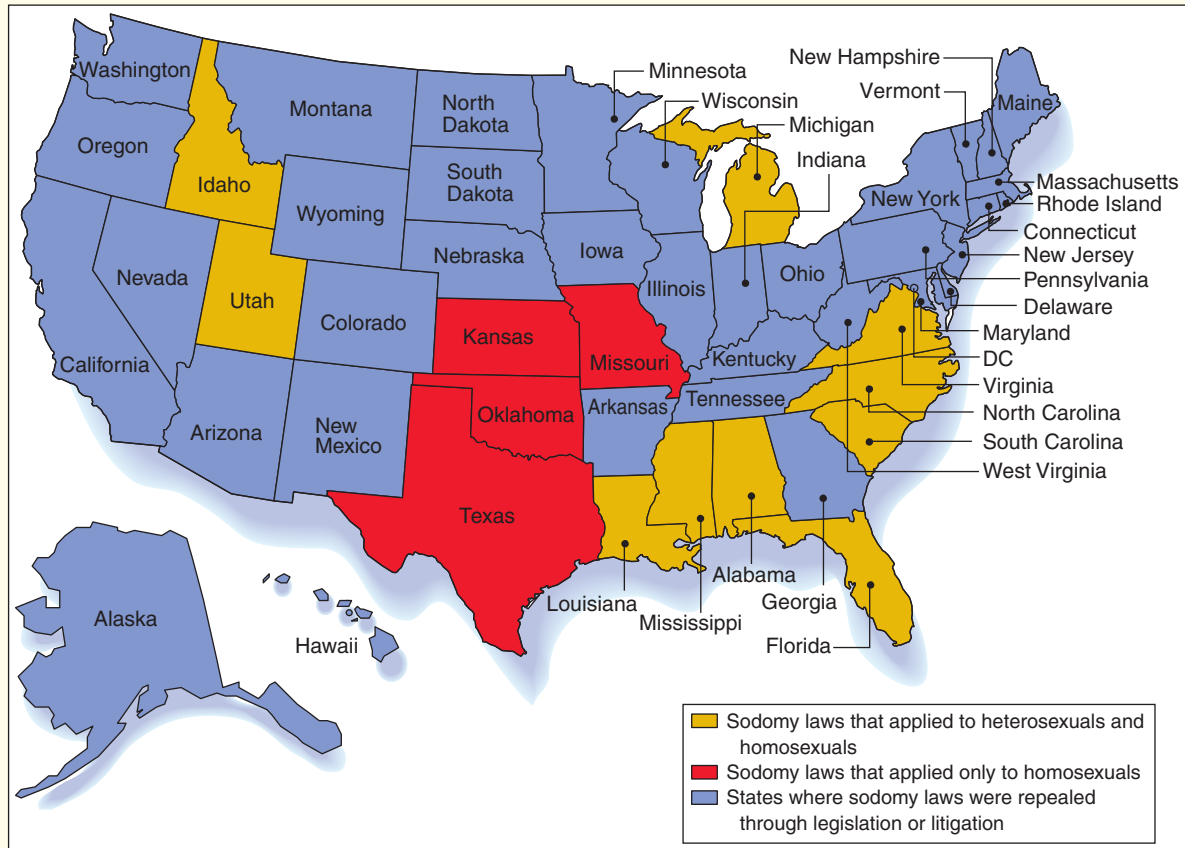 Washington
Montana
North
Dakota
Minnesota
Wisconsin
Michigan
Indiana
New Hampshire
Vermont
Maine
Oregon
Idaho
Wyoming
South
Dakota
New York
Massachusetts
Rhode Island
Connecticut
New Jersey
Pennsylvania
Delaware
Maryland
DC
Virginia
North Carolina
South Carolina
West Virginia
Nevada
Utah
Colorado
Nebraska
Iowa
Illinois
Ohio
California
Kansas
Missouri
Kentucky
Arizona
New
Mexico
Oklahoma
Arkansas
Tennessee
Texas
Louisiana
Mississippi
Alabama
Georgia
Florida
Alaska
Hawaii
Sodomy laws that applied to heterosexuals and
homosexuals
Sodomy laws that applied only to homosexuals
States where sodomy laws were repealed
through legislation or litigation